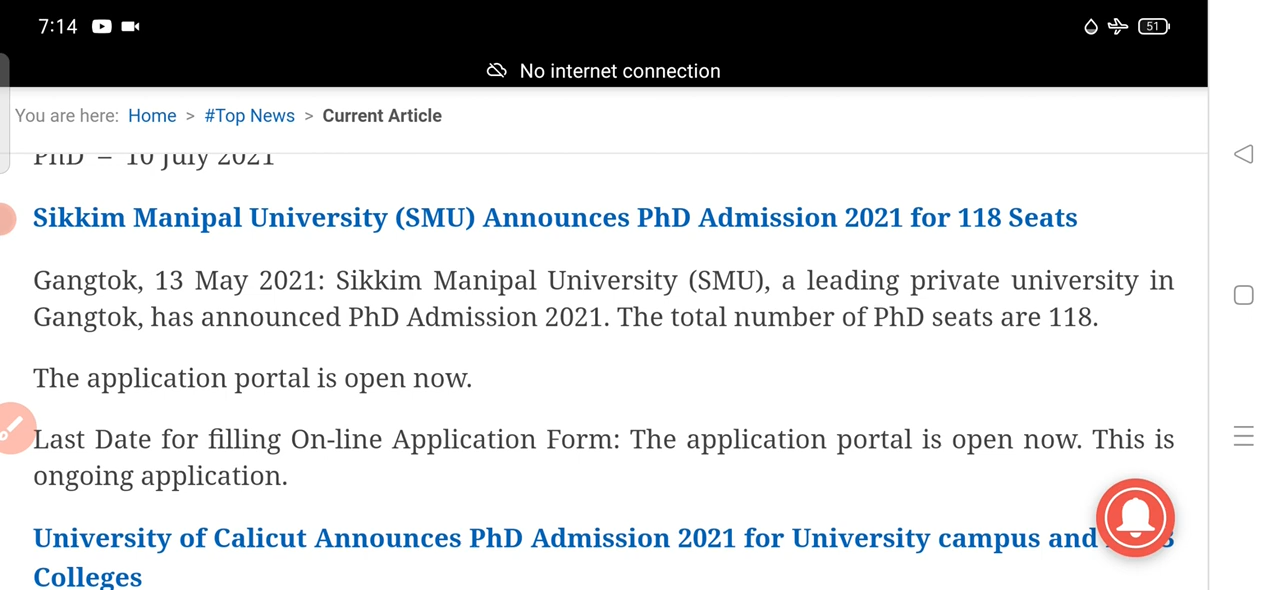 7:14
51
No internet connection
You are here: Home > #Top News > Current Article
PhD – 10 July 2021
Sikkim Manipal University (SMU) Announces PhD Admission 2021 for 118 Seats
Gangtok, 13 May 2021: Sikkim Manipal University (SMU), a leading private university in
Gangtok, has announced PhD Admission 2021. The total number of PhD seats are 118.
The application portal is open now.
Last Date for filling On-line Application Form: The application portal is open now. This is
ongoing application.
University of Calicut Announces PhD Admission 2021 for University campus and
Colleges